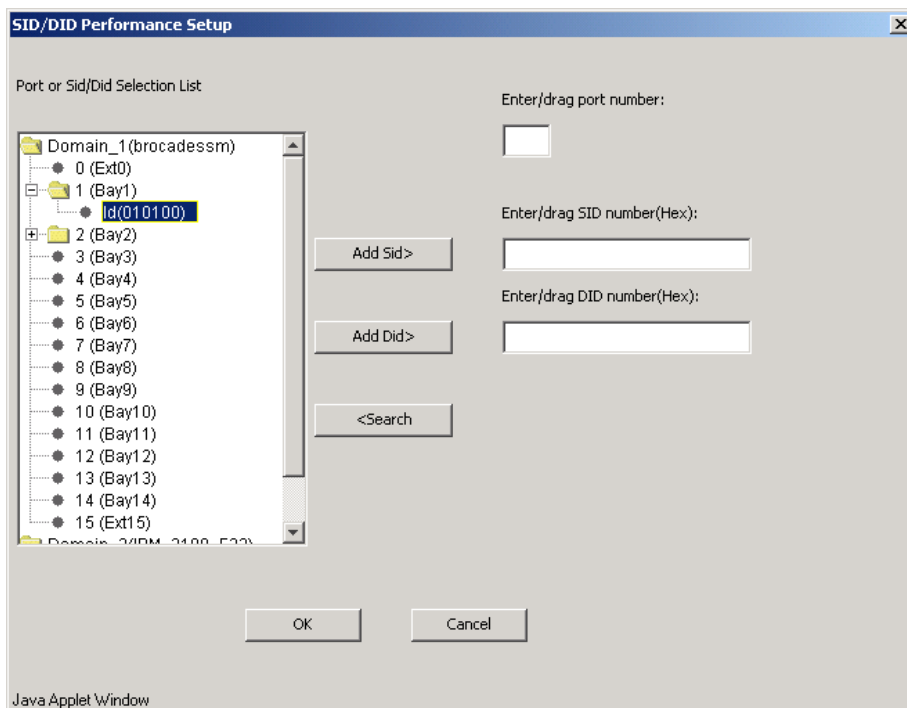 SID/DID Performance Setup
Port or Sid/Did Selection List
Domain_1(brocadessm)
0 (Ext0)
1 (Bay1)
Id(010100)
2 (Bay2)
3 (Bay3)
4 (Bay4)
5 (Bay5)
6 (Bay6)
7 (Bay7)
8 (Bay8)
9 (Bay9)
10 (Bay10)
11 (Bay11)
12 (Bay12)
13 (Bay13)
14 (Bay14)
15 (Ext15)
Add Sid>
Add Did>
<Search
Enter/drag port number:
Enter/drag SID number(Hex):
Enter/drag DID number(Hex):
OK
Cancel
Java Applet Window